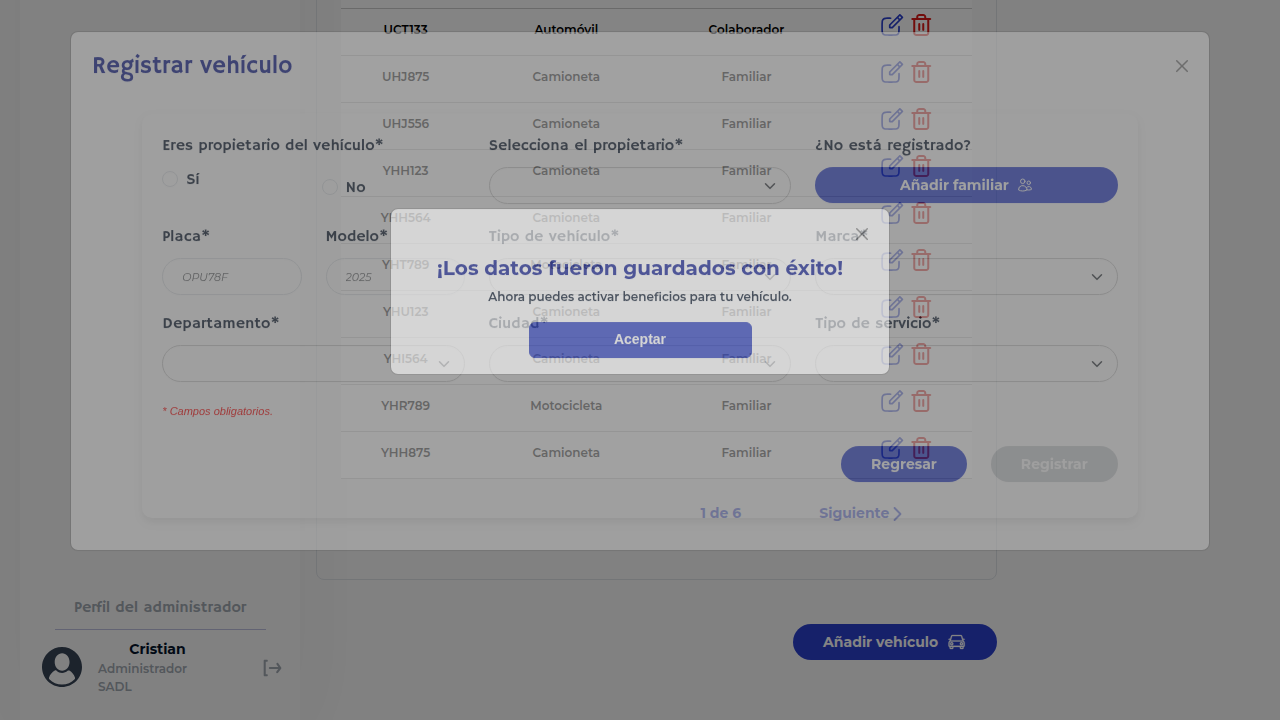 UCT133 Automóvil Colaborador
Registrar vehículo
UHJ875 Camioneta Familiar
UHJ556 Camioneta Familiar
Eres propietario del vehículo* Selecciona el propietario* ¿No está registrado?
YHH123 Camioneta Familiar
Sí No Añadir familiar
YHH564 Camioneta Familiar
Placa* Modelo* Tipo de vehiculo* Marca*
YHT789 Familiar
¡Los datos fueron guardados con éxito!
OPU78F 2025
Ahora puedes activar beneficios para tu vehículo.
YHU123 Camioneta Familiar
Departamento* Ciudad* Tipo de servicio*
Aceptar
YHI564 Camioneta Familiar
YHR789 Motocicleta Familiar
* Campos obligatorios.
YHH875 Camioneta Familiar
Regresar Registrar
1 de 6 Siguiente
Perfil del administrador
Cristian
Administrador
SADL
Añadir vehículo